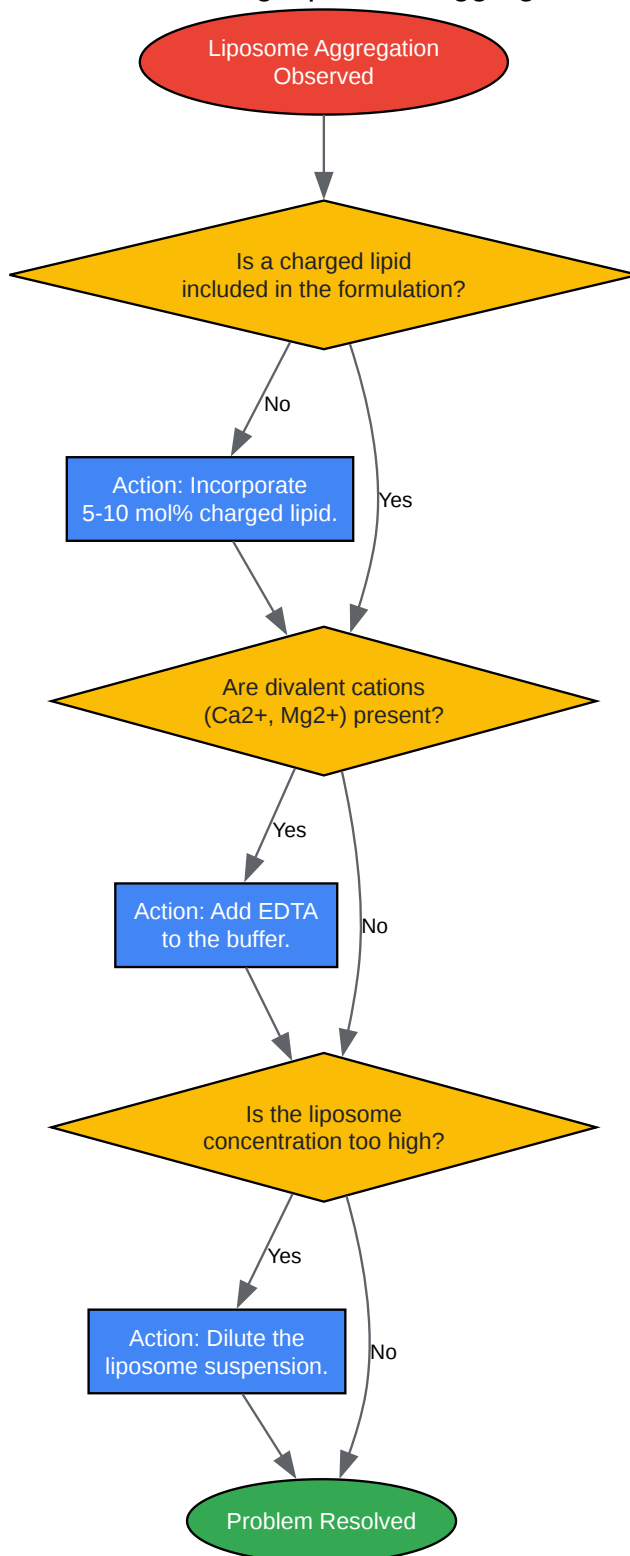 Liposome Aggregation
Observed
Is a charged lipid
included in the formulation?
No
Action: Incorporate
5-10 mol% charged lipid.
Yes
Are divalent cations
(Ca2+, Mg2+) present?
Yes
Action: Add EDTA
to the buffer.
No
Is the liposome
concentration too high?
Yes
Action: Dilute the
liposome suspension.
No
Problem Resolved